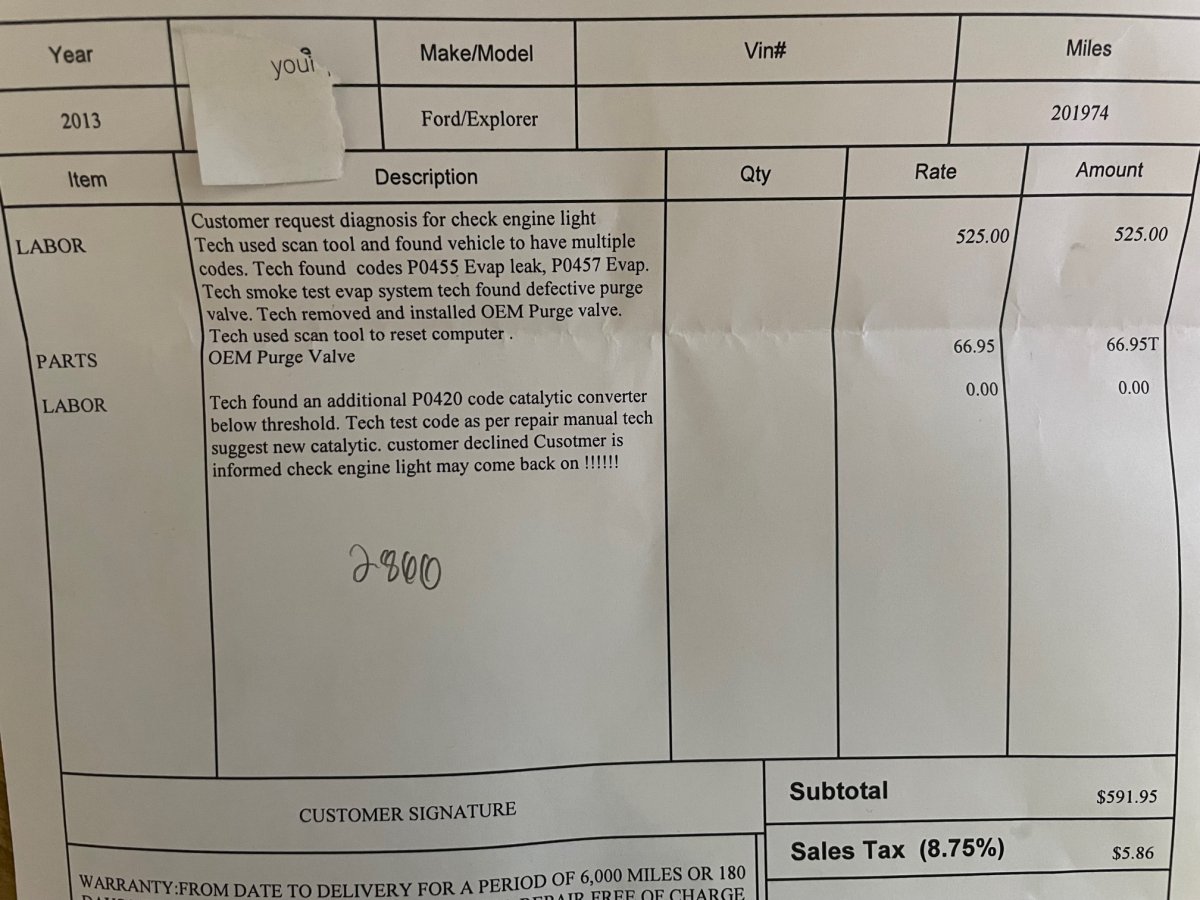 Year Make/Model Vin# Miles
youi
2013 Ford/Explorer 201974
Item Description Qty Rate Amount
Customer request diagnosis for check engine light
LABOR Tech used scan tool and found vehicle to have multiple 525.00 525.00
codes. Tech found codes P0455 Evap leak, P0457 Evap.
Tech smoke test evap system tech found defective purge
valve. Tech removed and installed OEM Purge valve.
Tech used scan tool to reset computer .
PARTS OEM Purge Valve 66.95 66.95T
LABOR Tech found an additional P0420 code catalytic converter 0.00 0.00
below threshold. Tech test code as per repair manual tech
suggest new catalytic. customer declined Cusotmer is
informed check engine light may come back on !!!!!!
2800
CUSTOMER SIGNATURE
Subtotal $591.95
Sales Tax (8.75%) $5.86
WARRANTY:FROM DATE TO DELIVERY FOR A PERIOD OF 6,000 MILES OR 180
REPAIR FREE OF CHARGE